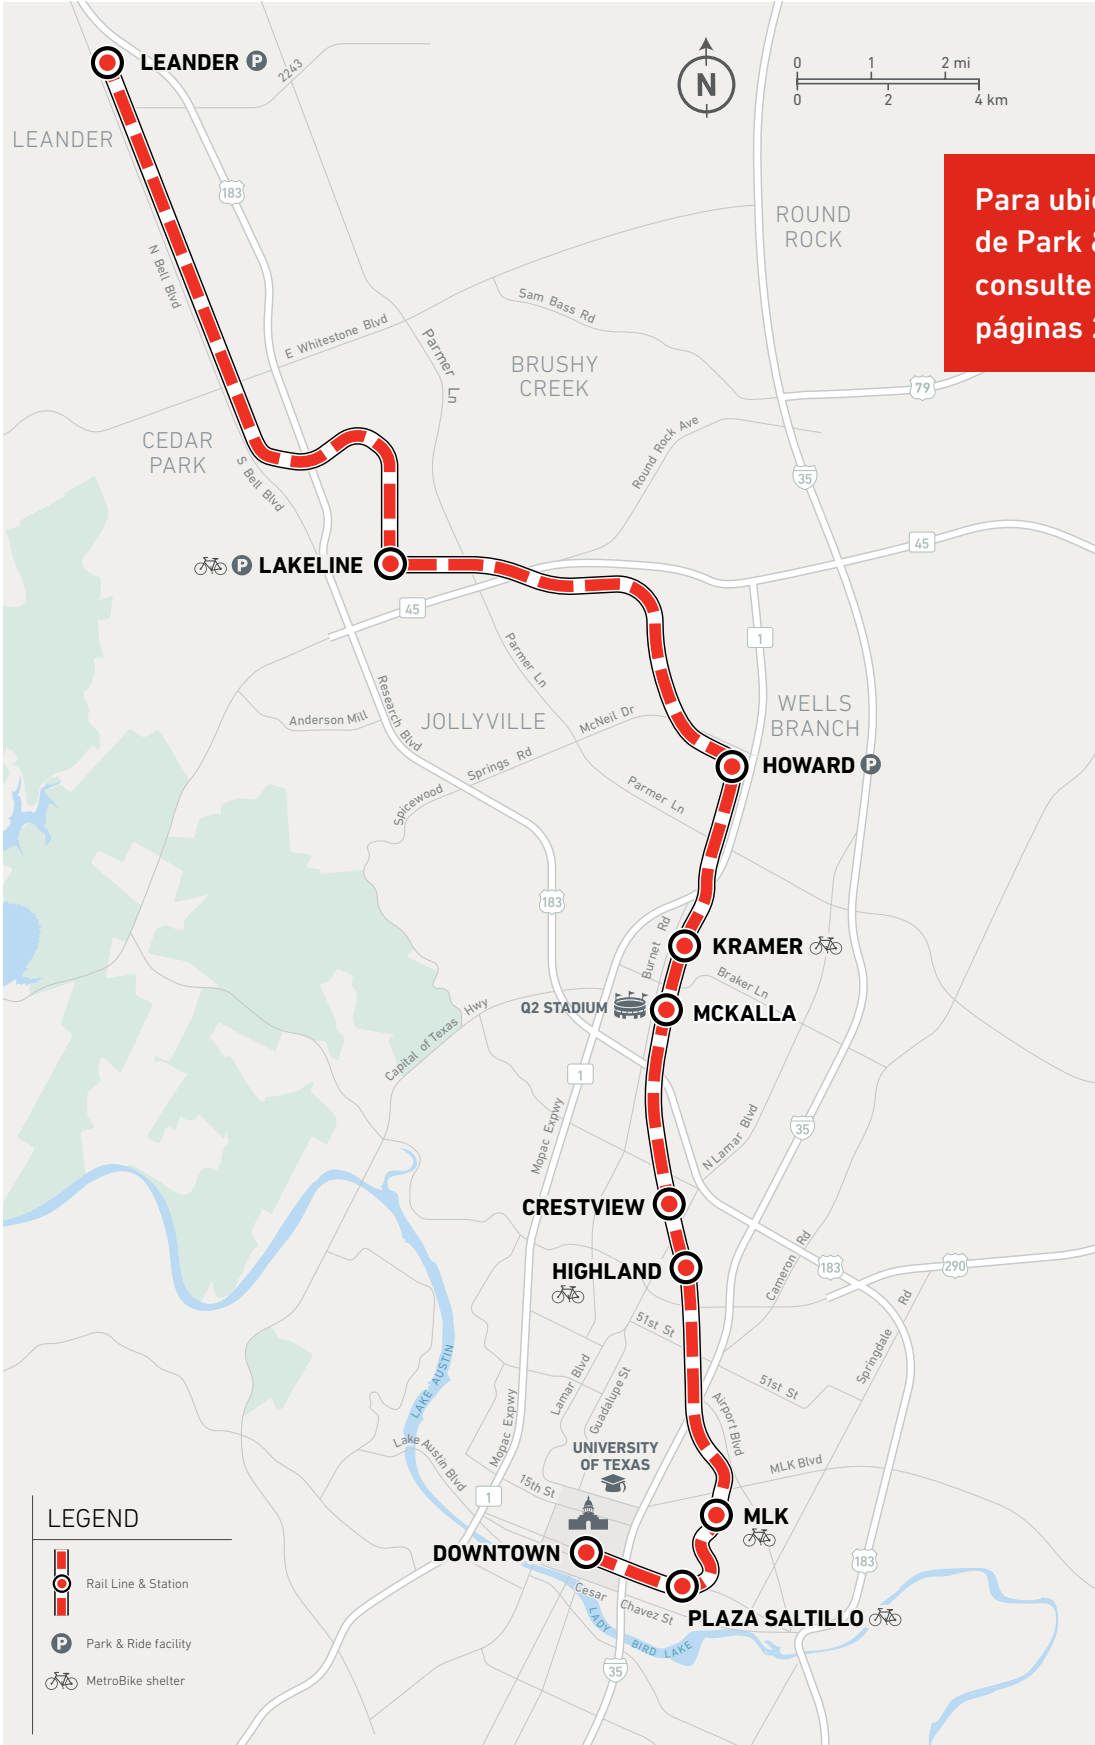 LEANDER P
2243
N
0 1 2 mi
0 2 4 km
LEANDER
183
N Bell Blvd
ROUND
ROCK
Para ubi
de Park
consulte
páginas
E Whitestone Blvd
Sam Bass Rd
Parmer Ln
BRUSHY
CREEK
79
CEDAR
PARK
S Bell Blvd
Round Rock Ave
35
45
P LAKELINE
45
1
Parmer Ln
Research Blvd
Anderson Mill
JOLLYVILLE
McNeil Dr
WELLS
BRANCH
Spicewood Springs Rd
HOWARD P
Parmer Ln
183
Burnet Rd
KRAMER
Braker Ln
Q2 STADIUM
MCKALLA
Capital of Texas Hwy
1
Mopac Expwy
N Lamar Blvd
35
CRESTVIEW
HIGHLAND
Cameron Rd
183
290
51st St
Springdale Rd
LAKE AUSTIN
Lamar Blvd
Guadalupe St
51st St
Airport Blvd
Mopac Expwy
Lake Austin Blvd
UNIVERSITY
OF TEXAS
MLK Blvd
15th St
1
MLK
DOWNTOWN
183
Cesar Chavez St
PLAZA SALTILLO
LADY BIRD LAKE
35
LEGEND
Rail Line & Station
P Park & Ride facility
MetroBike shelter